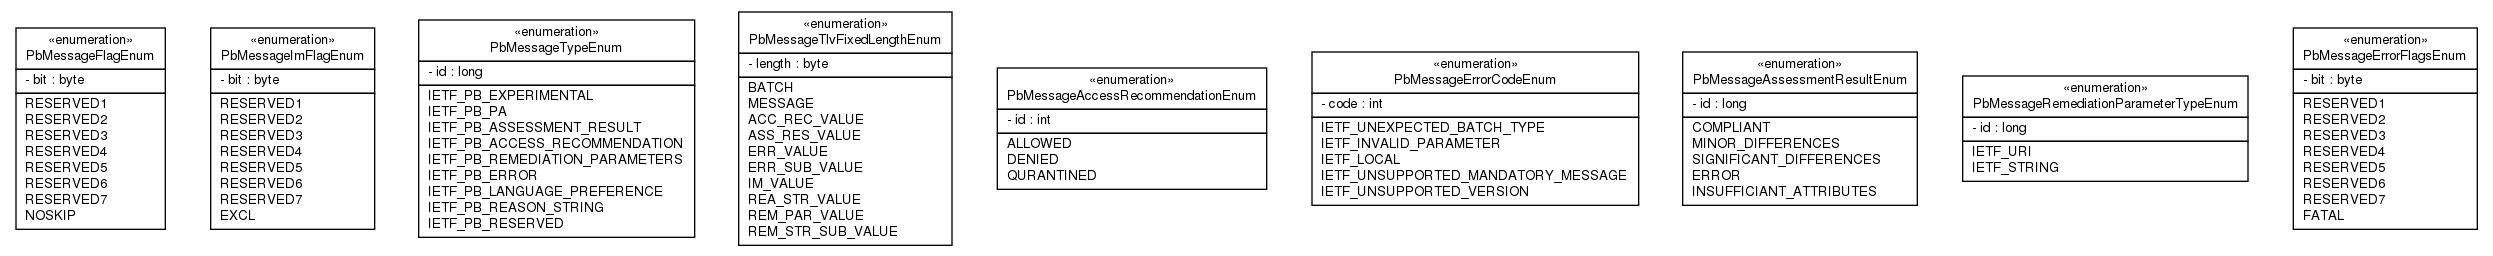 «enumeration»
PbMessageFlagEnum
- bit : byte
RESERVED1
RESERVED2
RESERVED3
RESERVED4
RESERVED5
RESERVED6
RESERVED7
NOSKIP
«enumeration»
PbMessageImFlagEnum
- bit : byte
RESERVED1
RESERVED2
RESERVED3
RESERVED4
RESERVED5
RESERVED6
RESERVED7
EXCL
«enumeration»
PbMessageTypeEnum
- id : long
IETF_PB_EXPERIMENTAL
IETF_PB_PA
IETF_PB_ASSESSMENT_RESULT
IETF_PB_ACCESS_RECOMMENDATION
IETF_PB_REMEDIATION_PARAMETERS
IETF_PB_ERROR
IETF_PB_LANGUAGE_PREFERENCE
IETF_PB_REASON_STRING
IETF_PB_RESERVED
«enumeration»
PbMessageTlvFixedLengthEnum
- length : byte
BATCH
MESSAGE
ACC_REC_VALUE
ASS_RES_VALUE
ERR_VALUE
ERR_SUB_VALUE
IM_VALUE
REA_STR_VALUE
REM_PAR_VALUE
REM_STR_SUB_VALUE
«enumeration»
PbMessageAccessRecommendationEnum
- id : int
ALLOWED
DENIED
QURANTINED
«enumeration»
PbMessageErrorCodeEnum
- code : int
IETF_UNEXPECTED_BATCH_TYPE
IETF_INVALID_PARAMETER
IETF_LOCAL
IETF_UNSUPPORTED_MANDATORY_MESSAGE
IETF_UNSUPPORTED_VERSION
«enumeration»
PbMessageAssessmentResultEnum
- id : long
COMPLIANT
MINOR_DIFFERENCES
SIGNIFICANT_DIFFERENCES
ERROR
INSUFFICIANT_ATTRIBUTES
«enumeration»
PbMessageRemediationParameterTypeEnum
- id : long
IETF_URI
IETF_STRING
«enumeration»
PbMessageErrorFlagsEnum
- bit : byte
RESERVED1
RESERVED2
RESERVED3
RESERVED4
RESERVED5
RESERVED6
RESERVED7
FATAL